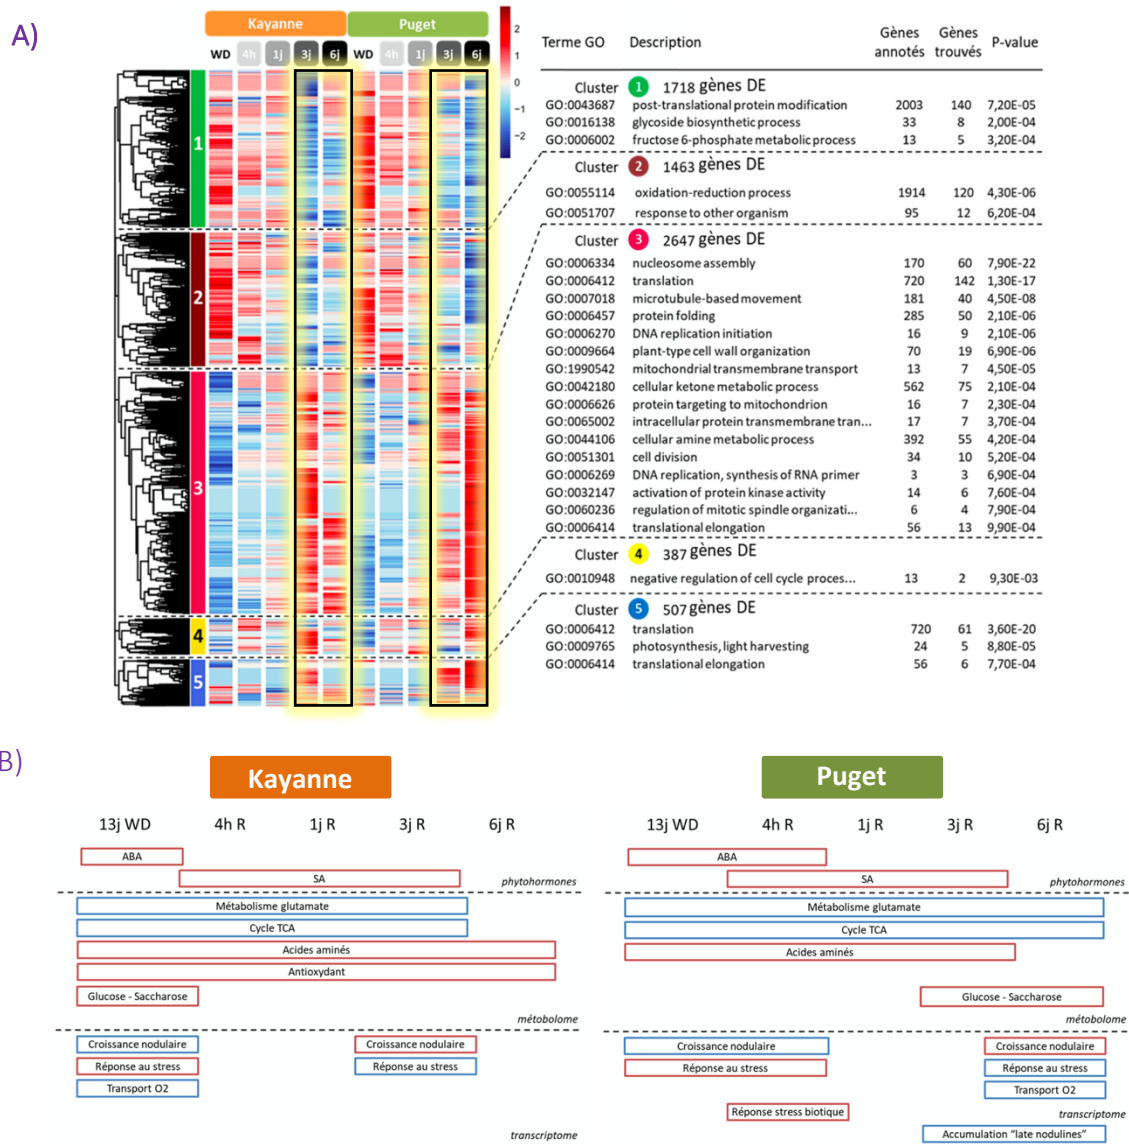 A)
Kayanne Puget
WD 4h 1j 3j 6j WD 4h 1j 3j 6j
2
1
0
−1
−2
1
2
3
4
5
Terme GO Description Gènes annotés Gènes trouvés P-value
Cluster 1 1718 gènes DE
GO:0043687 post-translational protein modification 2003 140 7,20E-05
GO:0016138 glycoside biosynthetic process 33 8 2,00E-04
GO:0006002 fructose 6-phosphate metabolic process 13 5 3,20E-04
Cluster 2 1463 gènes DE
GO:0055114 oxidation-reduction process 1914 120 4,30E-06
GO:0051707 response to other organism 95 12 6,20E-04
Cluster 3 2647 gènes DE
GO:0006334 nucleosome assembly 170 60 7,90E-22
GO:0006412 translation 720 142 1,30E-17
GO:0007018 microtubule-based movement 181 40 4,50E-08
GO:0006457 protein folding 285 50 2,10E-06
GO:0006270 DNA replication initiation 16 9 2,10E-06
GO:0009664 plant-type cell wall organization 70 19 6,90E-06
GO:1990542 mitochondrial transmembrane transport 13 7 4,50E-05
GO:0042180 cellular ketone metabolic process 562 75 2,10E-04
GO:0006626 protein targeting to mitochondrion 16 7 2,30E-04
GO:0065002 intracellular protein transmembrane tran... 17 7 3,70E-04
GO:0044106 cellular amine metabolic process 392 55 4,20E-04
GO:0051301 cell division 34 10 5,20E-04
GO:0006269 DNA replication, synthesis of RNA primer 3 3 6,90E-04
GO:0032147 activation of protein kinase activity 14 6 7,60E-04
GO:0060236 regulation of mitotic spindle organizati... 6 4 7,90E-04
GO:0006414 translational elongation 56 13 9,90E-04
Cluster 4 387 gènes DE
GO:0010948 negative regulation of cell cycle proces... 13 2 9,30E-03
Cluster 5 507 gènes DE
GO:0006412 translation 720 61 3,60E-20
GO:0009765 photosynthesis, light harvesting 24 5 8,80E-05
GO:0006414 translational elongation 56 6 7,70E-04
B)
Kayanne
13j WD 4h R 1j R 3j R 6j R
ABA
SA
phytohormones
Métabolisme glutamate
Cycle TCA
Acides aminés
Antioxydant
Glucose - Saccharose
métobolome
Croissance nodulaire Croissance nodulaire
Réponse au stress Réponse au stress
Transport O2
transcriptome
Puget
13j WD 4h R 1j R 3j R 6j R
ABA
SA
phytohormones
Métabolisme glutamate
Cycle TCA
Acides aminés
Glucose - Saccharose
métobolome
Croissance nodulaire Croissance nodulaire
Réponse au stress Réponse au stress
Transport O2
Réponse stress biotique transcriptome
Accumulation "late nodulines"